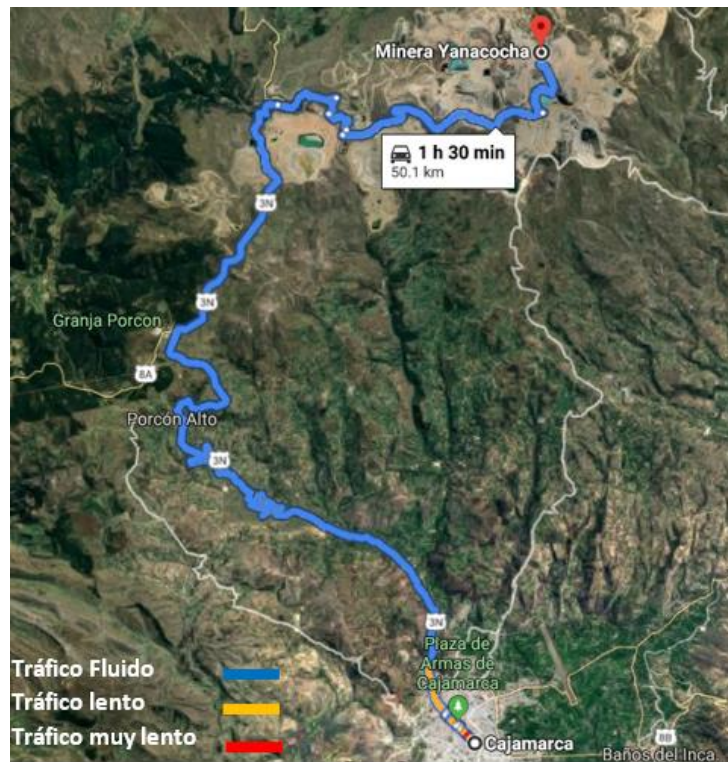 Minera Yanacocha
1 h 30 min
50.1 km
3N
3N
Granja Porcon
8A
Porcón Alto
3N
3N
Plaza de
Armas de
Cajamarca
Tráfico Fluido
Tráfico lento
Tráfico muy lento
Cajamarca
8B
Baños del Inca